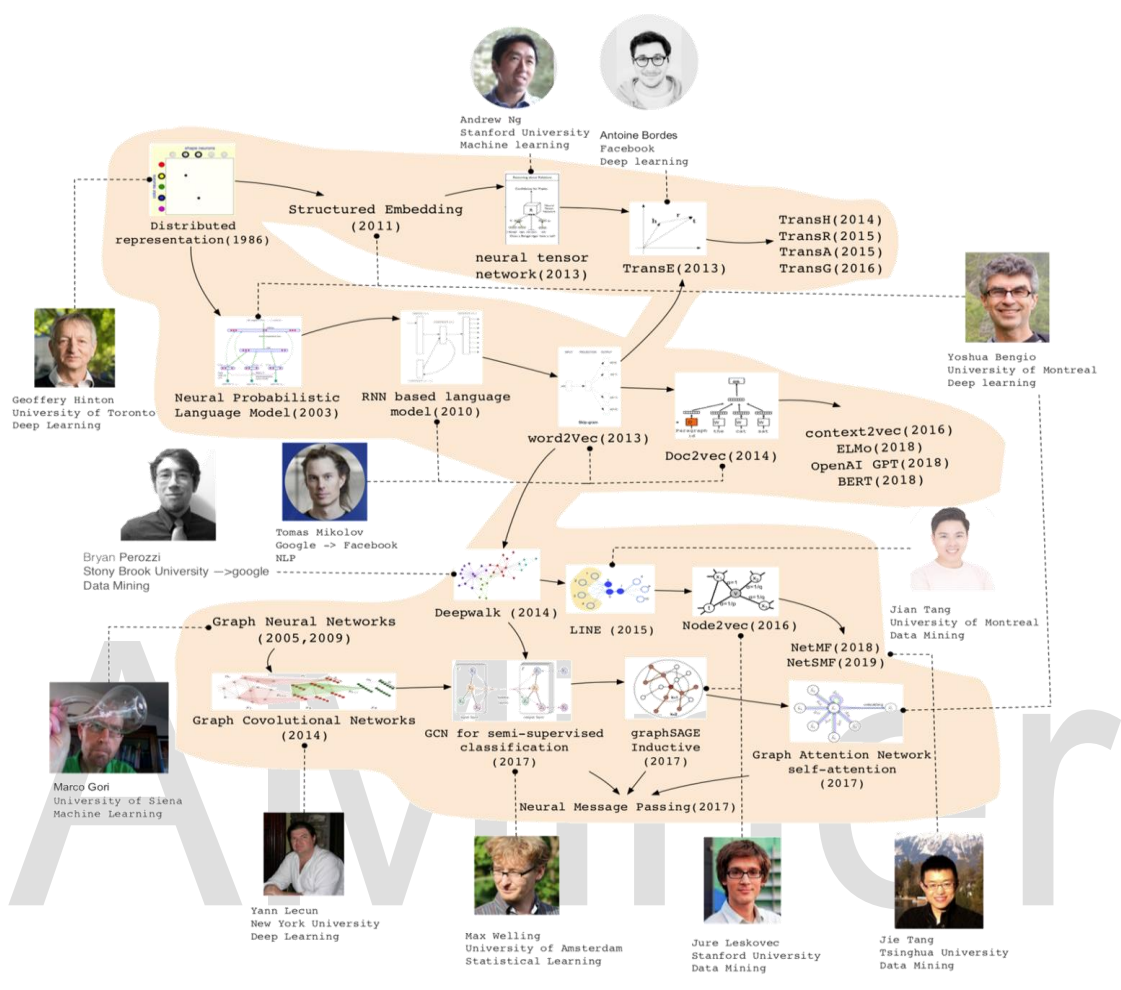 Andrew Ng
Stanford University
Machine learning
Antoine Bordes
Facebook
Deep learning
Distributed
representation(1986)
Structured Embedding
(2011)
neural tensor
network(2013)
TransE(2013)
TransH(2014)
TransR(2015)
TransA(2015)
TransG(2016)
Geoffery Hinton
University of Toronto
Deep Learning
Neural Probabilistic
Language Model(2003)
RNN based language
model(2010)
word2Vec(2013)
Paragraph
id
the
cat
sat
Doc2vec(2014)
context2vec(2016)
ELMo(2018)
OpenAI GPT(2018)
BERT(2018)
Yoshua Bengio
University of Montreal
Deep learning
Bryan Perozzi
Stony Brook University —>google
Data Mining
Tomas Mikolov
Google -> Facebook
NLP
Deepwalk (2014)
LINE (2015)
Node2vec(2016)
NetMF(2018)
NetSMF(2019)
Jian Tang
University of Montreal
Data Mining
Graph Neural Networks
(2005,2009)
Graph Covolutional Networks
(2014)
GCN for semi-supervised
classification
(2017)
graphSAGE
Inductive
(2017)
Graph Attention Network
self-attention
(2017)
Neural Message Passing(2017)
Marco Gori
University of Siena
Machine Learning
Yann Lecun
New York University
Deep Learning
Max Welling
University of Amsterdam
Statistical Learning
Jure Leskovec
Stanford University
Data Mining
Jie Tang
Tsinghua University
Data Mining